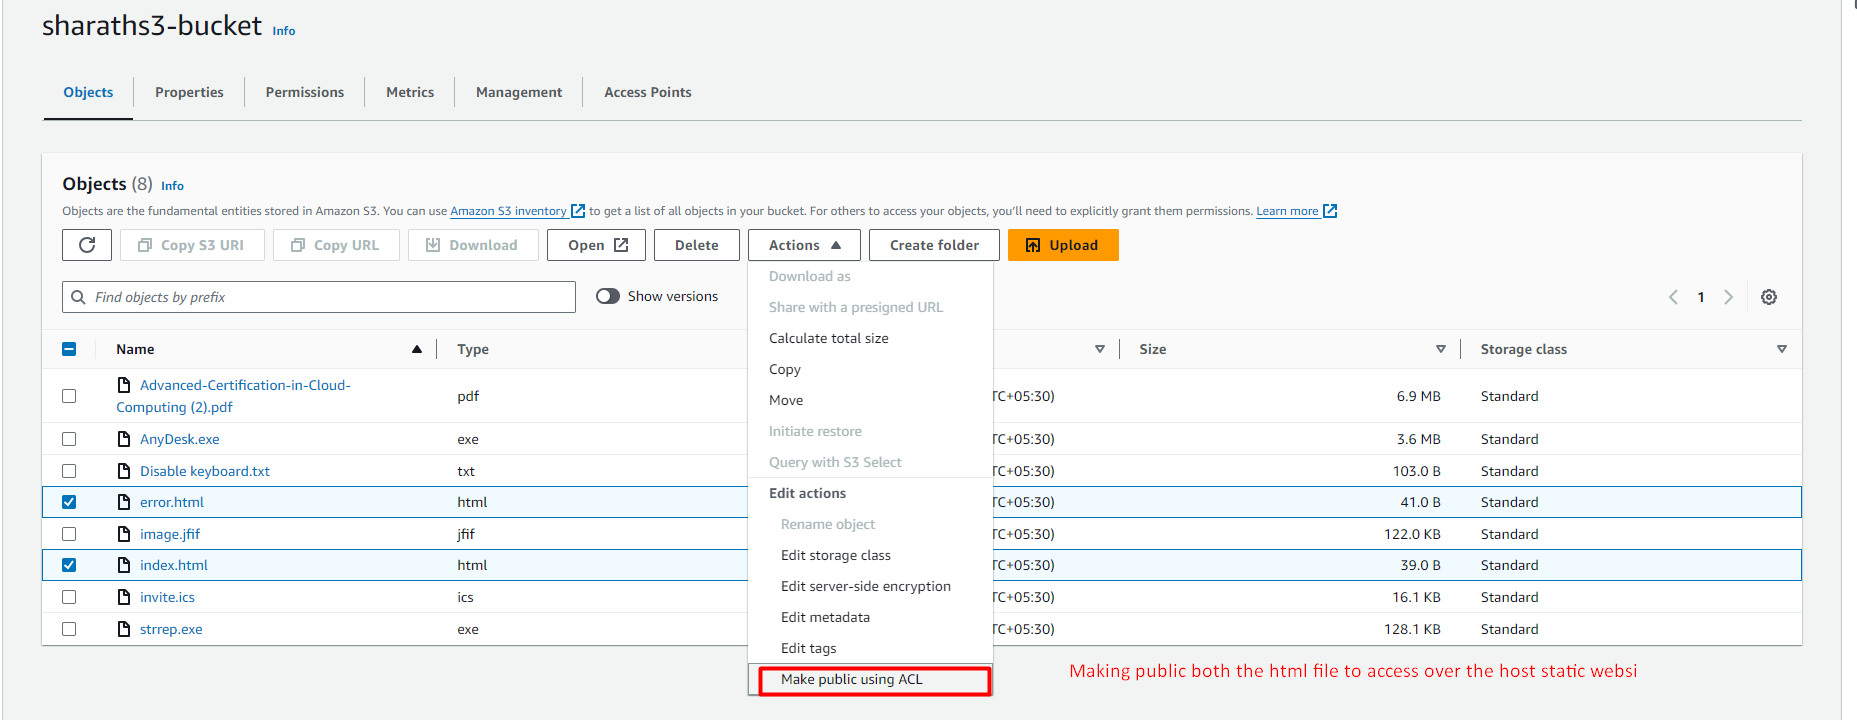 sharaths3-bucket Info
Objects Properties Permissions Metrics Management Access Points
Objects (8) Info
Objects are the fundamental entities stored in Amazon S3. You can use Amazon S3 inventory to get a list of all objects in your bucket. For others to access your objects, you'll need to explicitly grant them permissions. Learn more
Copy S3 URI Copy URL Download Open Delete Actions Create folder Upload
Find objects by prefix Show versions 1
Download as
Share with a presigned URL
Calculate total size
Copy
Move
Initiate restore
Query with S3 Select
Edit actions
Rename object
Edit storage class
Edit server-side encryption
Edit metadata
Edit tags
Make public using ACL
Name Type Size Storage class
Advanced-Certification-in-Cloud-
Computing (2).pdf pdf TC+05:30) 6.9 MB Standard
AnyDesk.exe exe TC+05:30) 3.6 MB Standard
Disable keyboard.txt txt TC+05:30) 103.0 B Standard
error.html html TC+05:30) 41.0 B Standard
image.jfif jfif TC+05:30) 122.0 KB Standard
index.html html TC+05:30) 39.0 B Standard
invite.ics ics TC+05:30) 16.1 KB Standard
strrep.exe exe TC+05:30) 128.1 KB Standard
Making public both the html file to access over the host static websi